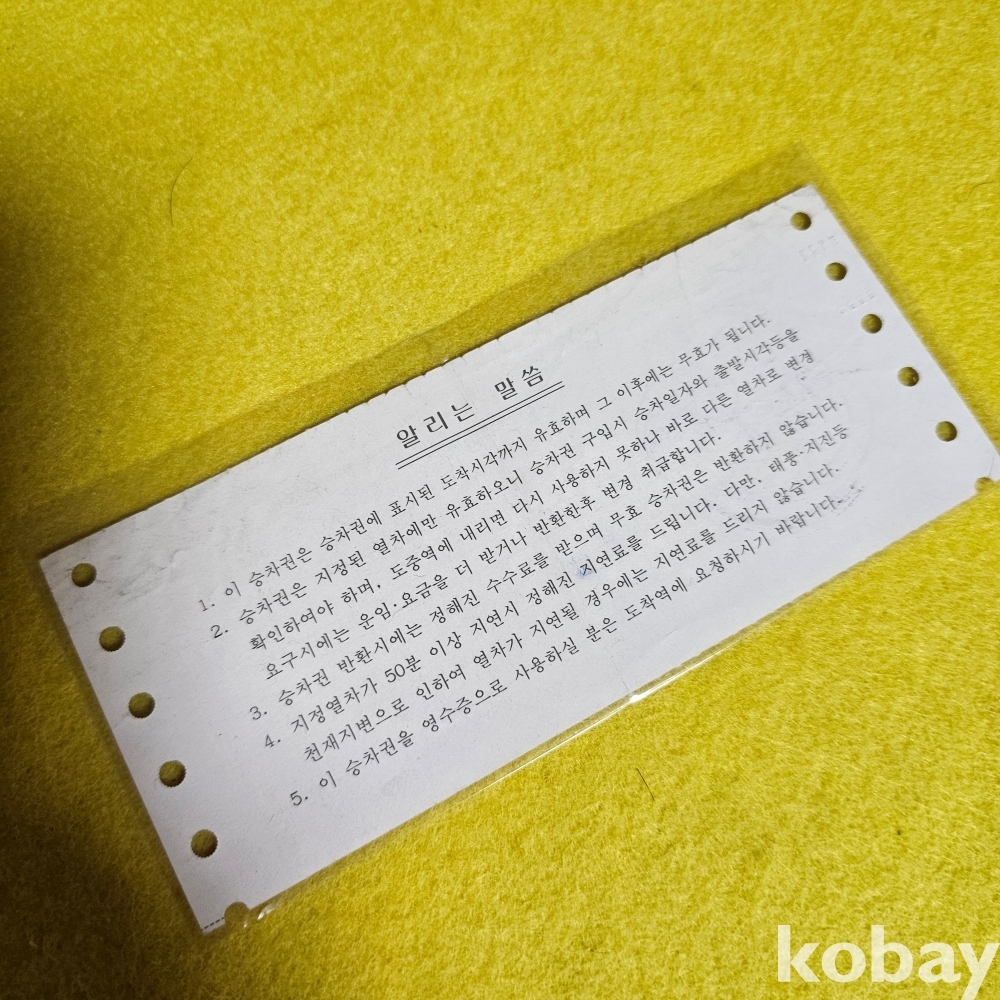 알리는 말씀
1. 이 승차권은 승차권에 표시된 도착시각까지 유효하며 그 이후에는 무효가 됩니다.
2. 승차권은 지정된 열차에만 유효하오니 승차권 구입시 승차일자와 출발시각등을
확인하여야 하며, 도중역에 내리면 다시 사용하지 못하나 바로 다른 열차로 변경
요구시에는 운임·요금을 더 받거나 반환한후 변경 취급합니다.
3. 승차권 반환시에는 정해진 수수료를 받으며 무효 승차권은 반환하지 않습니다.
4. 지정열차가 50분 이상 지연시 정해진 지연료를 드립니다. 다만, 태풍·지진등
천재지변으로 인하여 열차가 지연될 경우에는 지연료를 드리지 않습니다.
5. 이 승차권을 영수증으로 사용하실 분은 도착역에 요청하시기 바랍니다.
kobay